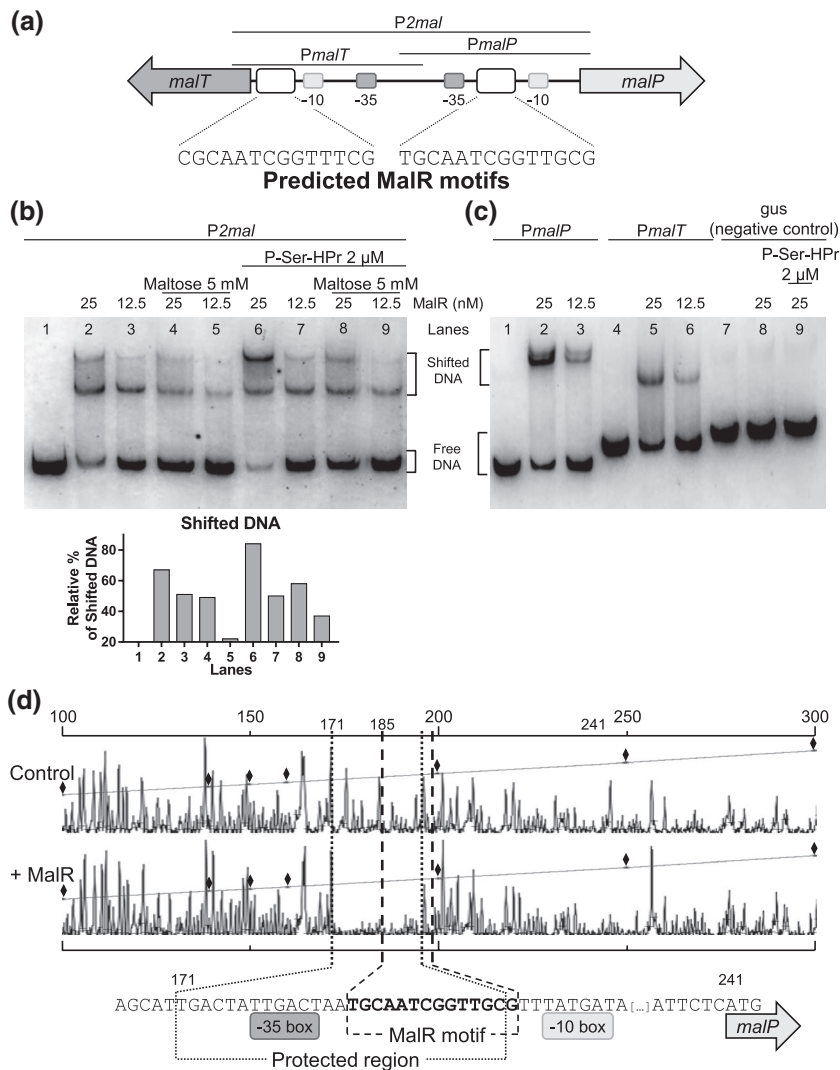 (a)
P2mal
PmalT
PmalP
malT
-10
-35
-35
-10
malP
CGCAATCGGTTTCG TGCAATCGGTTGCG
Predicted MalR motifs
(b)
P2mal
P-Ser-HPr 2 µM
Maltose 5 mM
Maltose 5 mM
25 12.5 25 12.5 25 12.5 25 12.5
MalR (nM)
1 2 3 4 5 6 7 8 9
Lanes
Shifted DNA
Free DNA
(c)
PmalP
PmalT
gus
(negative control)
P-Ser-HPr
2 µM
25 12.5 25 12.5 25 25
1 2 3 4 5 6 7 8 9
Shifted DNA
Relative %
of Shifted DNA
80
60
40
20
1 2 3 4 5 6 7 8 9
Lanes
(d)
100 150 171 185 200 241 250 300
Control
+ MalR
171
241
AGCATTGACTATTGACTAATGCAATCGGTTGCGTTTATGATA[...]ATTCTCATG
-35 box
MalR motif
-10 box
malP
Protected region